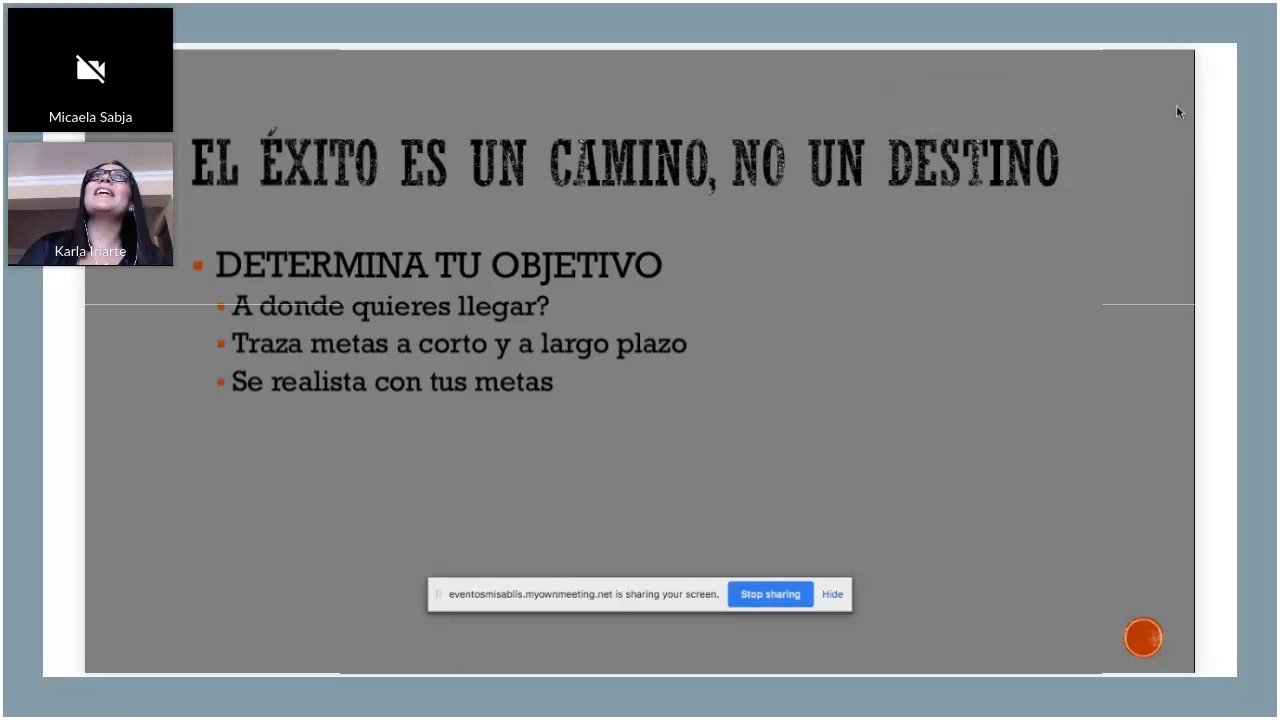 Micaela Sabja
Karla Iriarte
EL ÉXITO ES UN CAMINO, NO UN DESTINO
DETERMINA TU OBJETIVO
A donde quieres llegar?
Traza metas a corto y a largo plazo
Se realista con tus metas
eventosmisablis.myownmeeting.net is sharing your screen. Stop sharing Hide